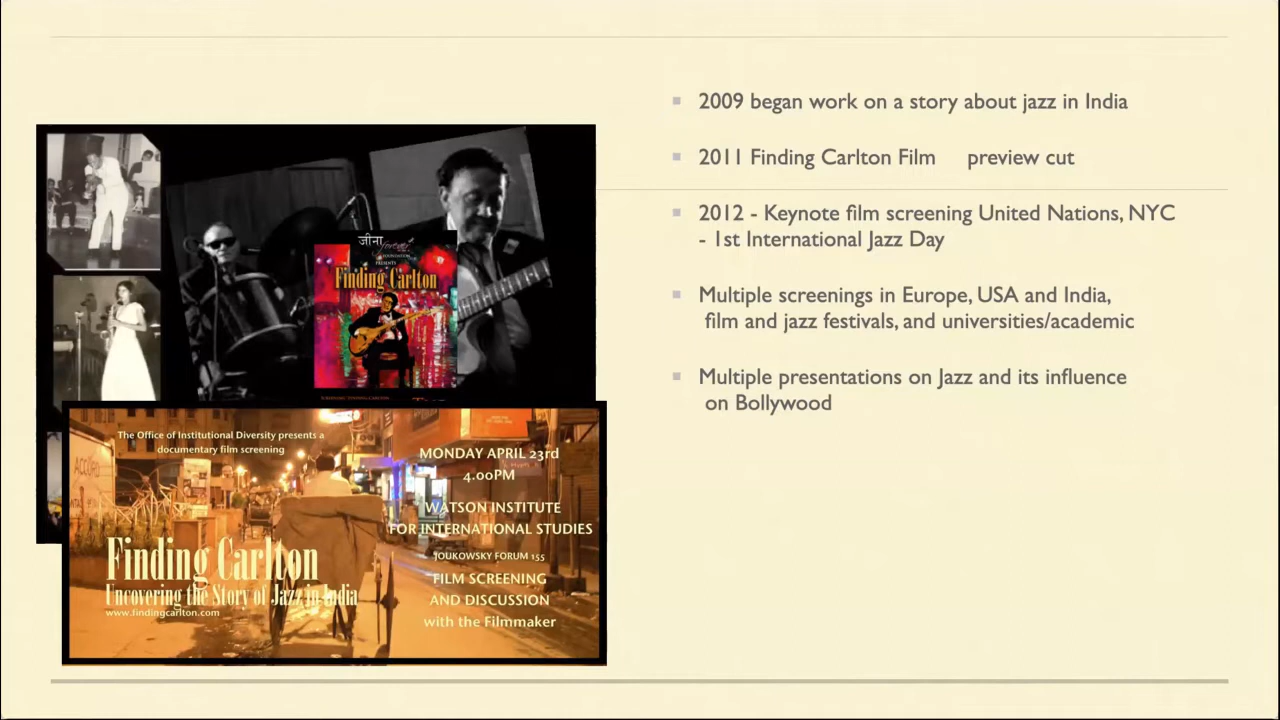 2009 began work on a story about jazz in India
2011 Finding Carlton Film preview cut
2012 - Keynote film screening United Nations, NYC
- 1st International Jazz Day
Multiple screenings in Europe, USA and India,
film and jazz festivals, and universities/academic
Multiple presentations on Jazz and its influence
on Bollywood
जीना
forever
FOUNDATION
PRESENTS
Finding Carlton
The Office of Institutional Diversity presents a
documentary film screening
MONDAY APRIL 23rd
4.00PM
WATSON INSTITUTE
FOR INTERNATIONAL STUDIES
JOUKOWSKY FORUM 155
FILM SCREENING
AND DISCUSSION
with the Filmmaker
Finding Carlton
Uncovering the Story of Jazz in India
www.findingcarlton.com